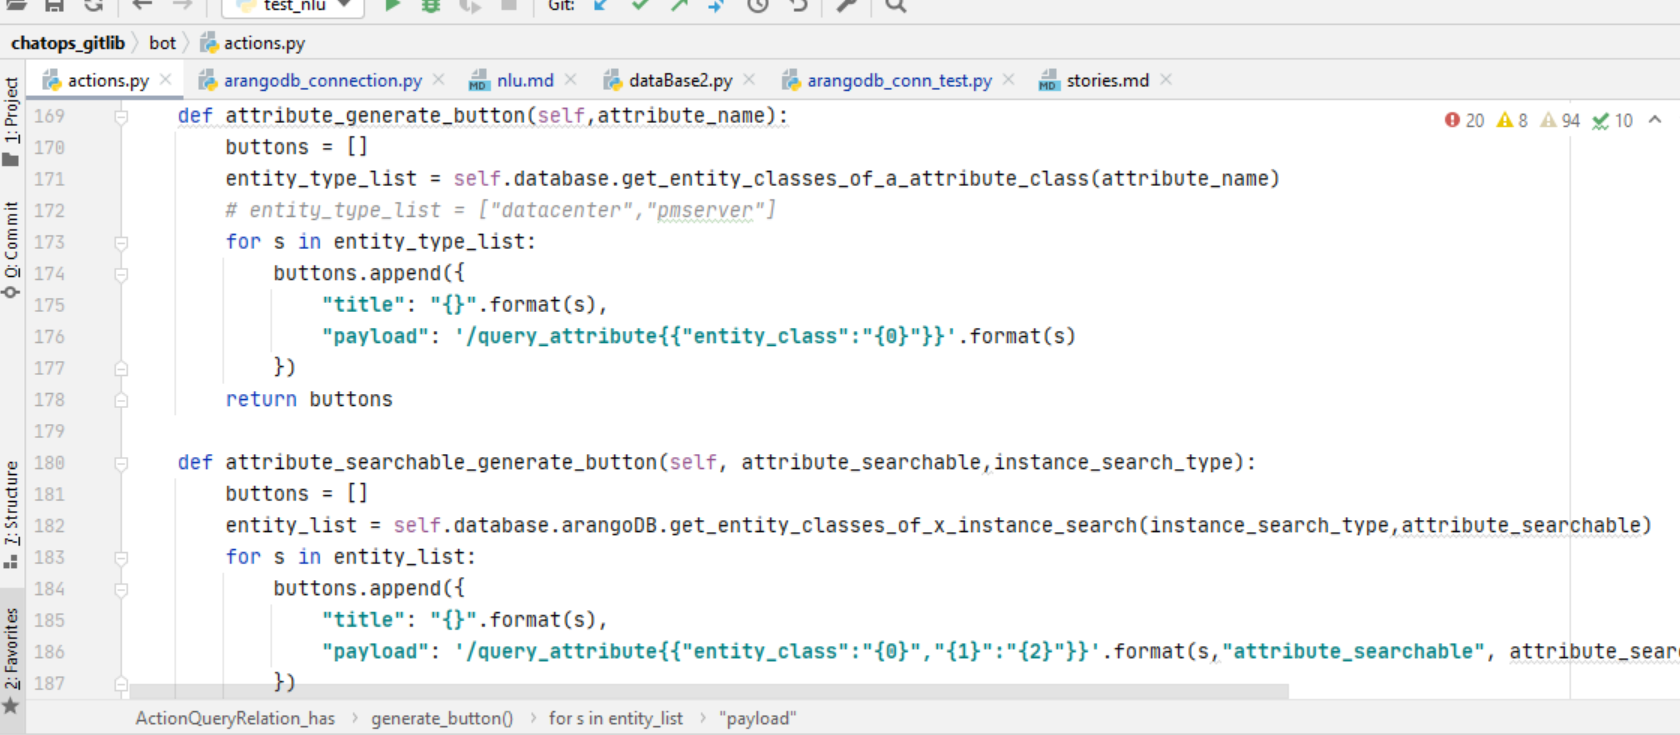 test_nlu Git:
chatops_gitlib bot actions.py
actions.py arangodb_connection.py nlu.md dataBase2.py arangodb_conn_test.py stories.md
1: Project
0: Commit
7: Structure
2: Favorites
20 8 94 10
169 def attribute_generate_button(self,attribute_name):
170 buttons = []
171 entity_type_list = self.database.get_entity_classes_of_a_attribute_class(attribute_name)
172 # entity_type_list = ["datacenter","pmserver"]
173 for s in entity_type_list:
174 buttons.append({
175 "title": "{}".format(s),
176 "payload": '/query_attribute{{"entity_class":"{0}"}}'.format(s)
177 })
178 return buttons
179
180 def attribute_searchable_generate_button(self, attribute_searchable,instance_search_type):
181 buttons = []
182 entity_list = self.database.arangoDB.get_entity_classes_of_x_instance_search(instance_search_type,attribute_searchable)
183 for s in entity_list:
184 buttons.append({
185 "title": "{}".format(s),
186 "payload": '/query_attribute{{"entity_class":"{0}","{1}":"{2}"}}'.format(s,"attribute_searchable", attribute_sear
187 })
ActionQueryRelation_has generate_button() for s in entity_list "payload"